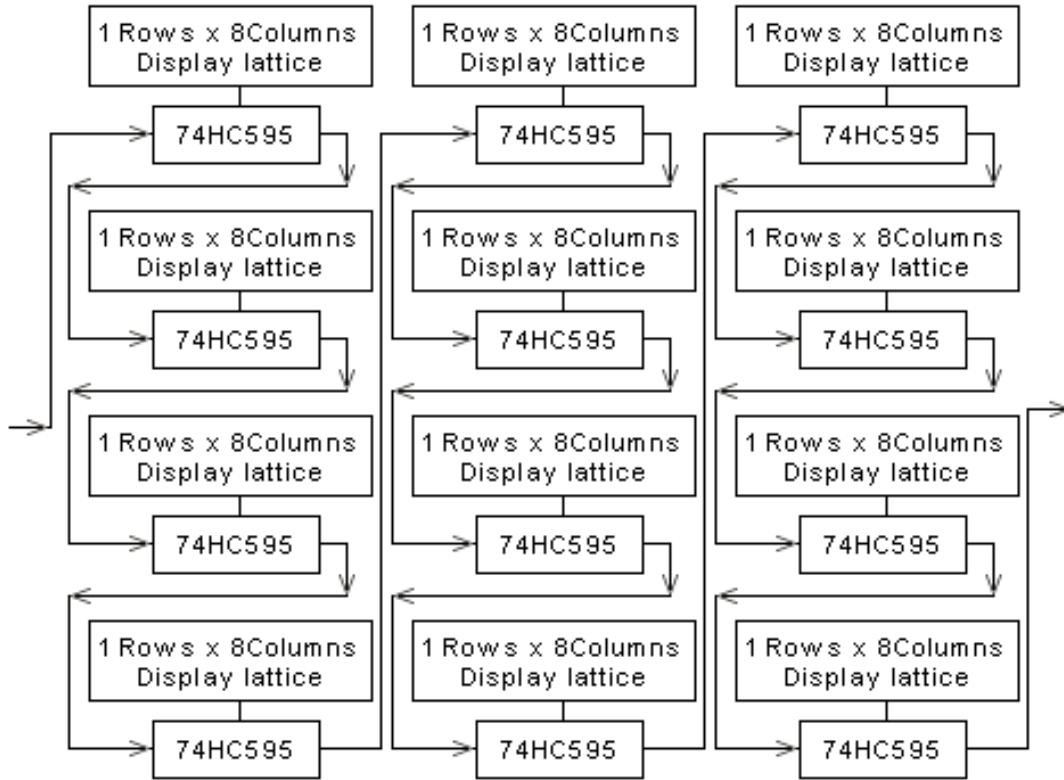 1 Rows x 8Columns
Display lattice
1 Rows x 8Columns
Display lattice
1 Rows x 8Columns
Display lattice
74HC595
74HC595
74HC595
1 Rows x 8Columns
Display lattice
1 Rows x 8Columns
Display lattice
1 Rows x 8Columns
Display lattice
74HC595
74HC595
74HC595
1 Rows x 8Columns
Display lattice
1 Rows x 8Columns
Display lattice
1 Rows x 8Columns
Display lattice
74HC595
74HC595
74HC595
1 Rows x 8Columns
Display lattice
1 Rows x 8Columns
Display lattice
1 Rows x 8Columns
Display lattice
74HC595
74HC595
74HC595